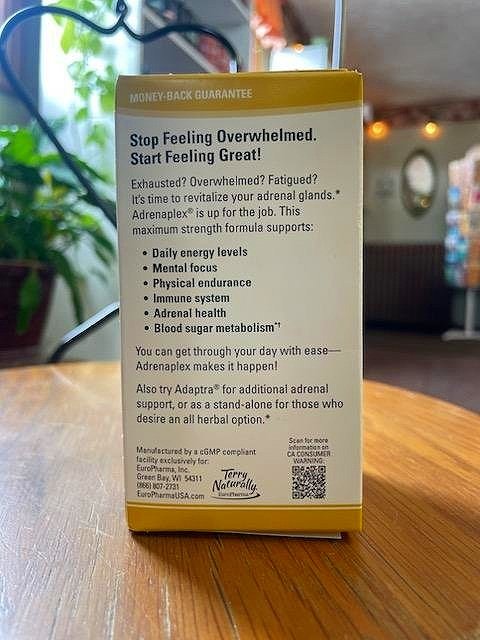 MONEY-BACK GUARANTEE
Stop Feeling Overwhelmed.
Start Feeling Great!
Exhausted? Overwhelmed? Fatigued?
It's time to revitalize your adrenal glands.*
Adrenaplex® is up for the job. This
maximum strength formula supports:
• Daily energy levels
• Mental focus
• Physical endurance
• Immune system
• Adrenal health
• Blood sugar metabolism*†
You can get through your day with ease—
Adrenaplex makes it happen!
Also try Adaptra® for additional adrenal
support, or as a stand-alone for those who
desire an all herbal option.*
Manufactured by a cGMP compliant
facility exclusively for:
EuroPharma, Inc.
Green Bay, WI 54311
(866) 807-2731
EuroPharmaUSA.com
Terry
Naturally
EuroPharma
Scan for more
information on
CA CONSUMER
WARNING.